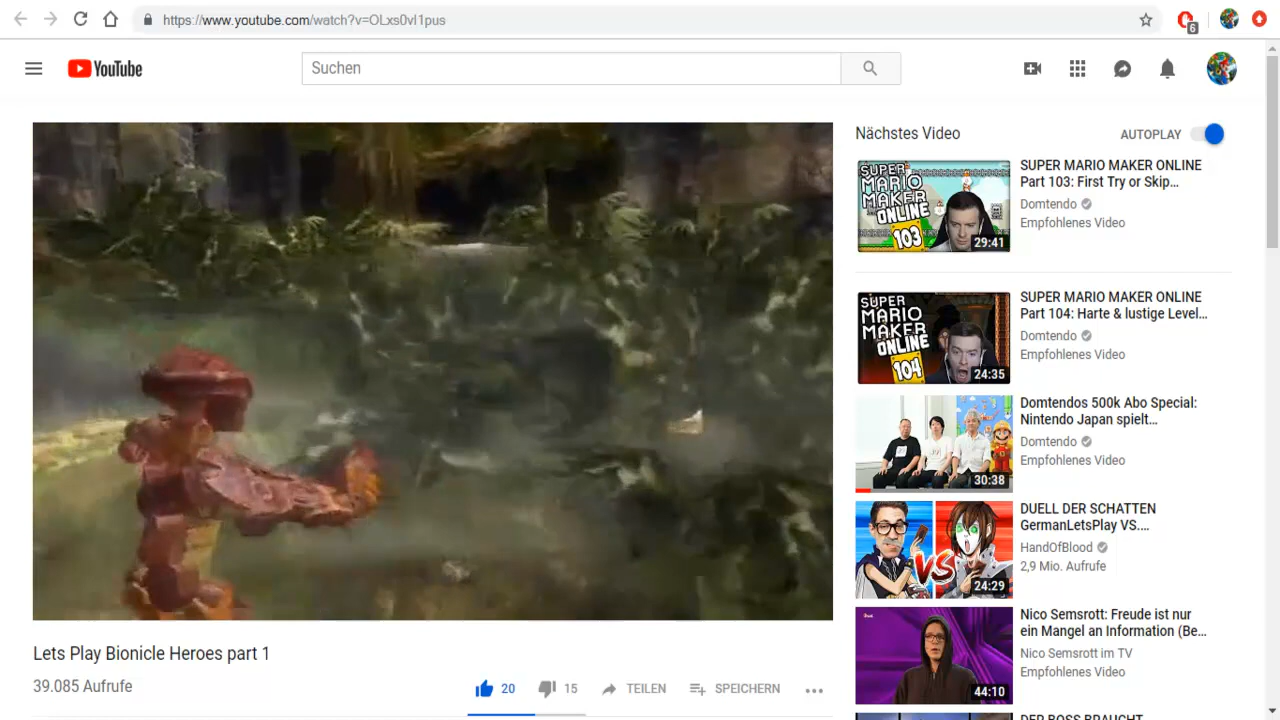 https://www.youtube.com/watch?v=OLxs0vI1pus
6
YouTube
Suchen
Nächstes Video
AUTOPLAY
SUPER MARIO MAKER ONLINE 103
29:41
SUPER MARIO MAKER ONLINE
Part 103: First Try or Skip...
Domtendo
Empfohlenes Video
SUPER MARIO MAKER ONLINE 104
24:35
SUPER MARIO MAKER ONLINE
Part 104: Harte & lustige Level...
Domtendo
Empfohlenes Video
30:38
Domtendos 500k Abo Special:
Nintendo Japan spielt...
Domtendo
Empfohlenes Video
VS
24:29
DUELL DER SCHATTEN
GermanLetsPlay VS....
HandOfBlood
2,9 Mio. Aufrufe
44:10
Nico Semsrott: Freude ist nur
ein Mangel an Information (Be...
Nico Semsrott im TV
Empfohlenes Video
DER BOSS BRAUCHT
Lets Play Bionicle Heroes part 1
39.085 Aufrufe
20
15
TEILEN
SPEICHERN